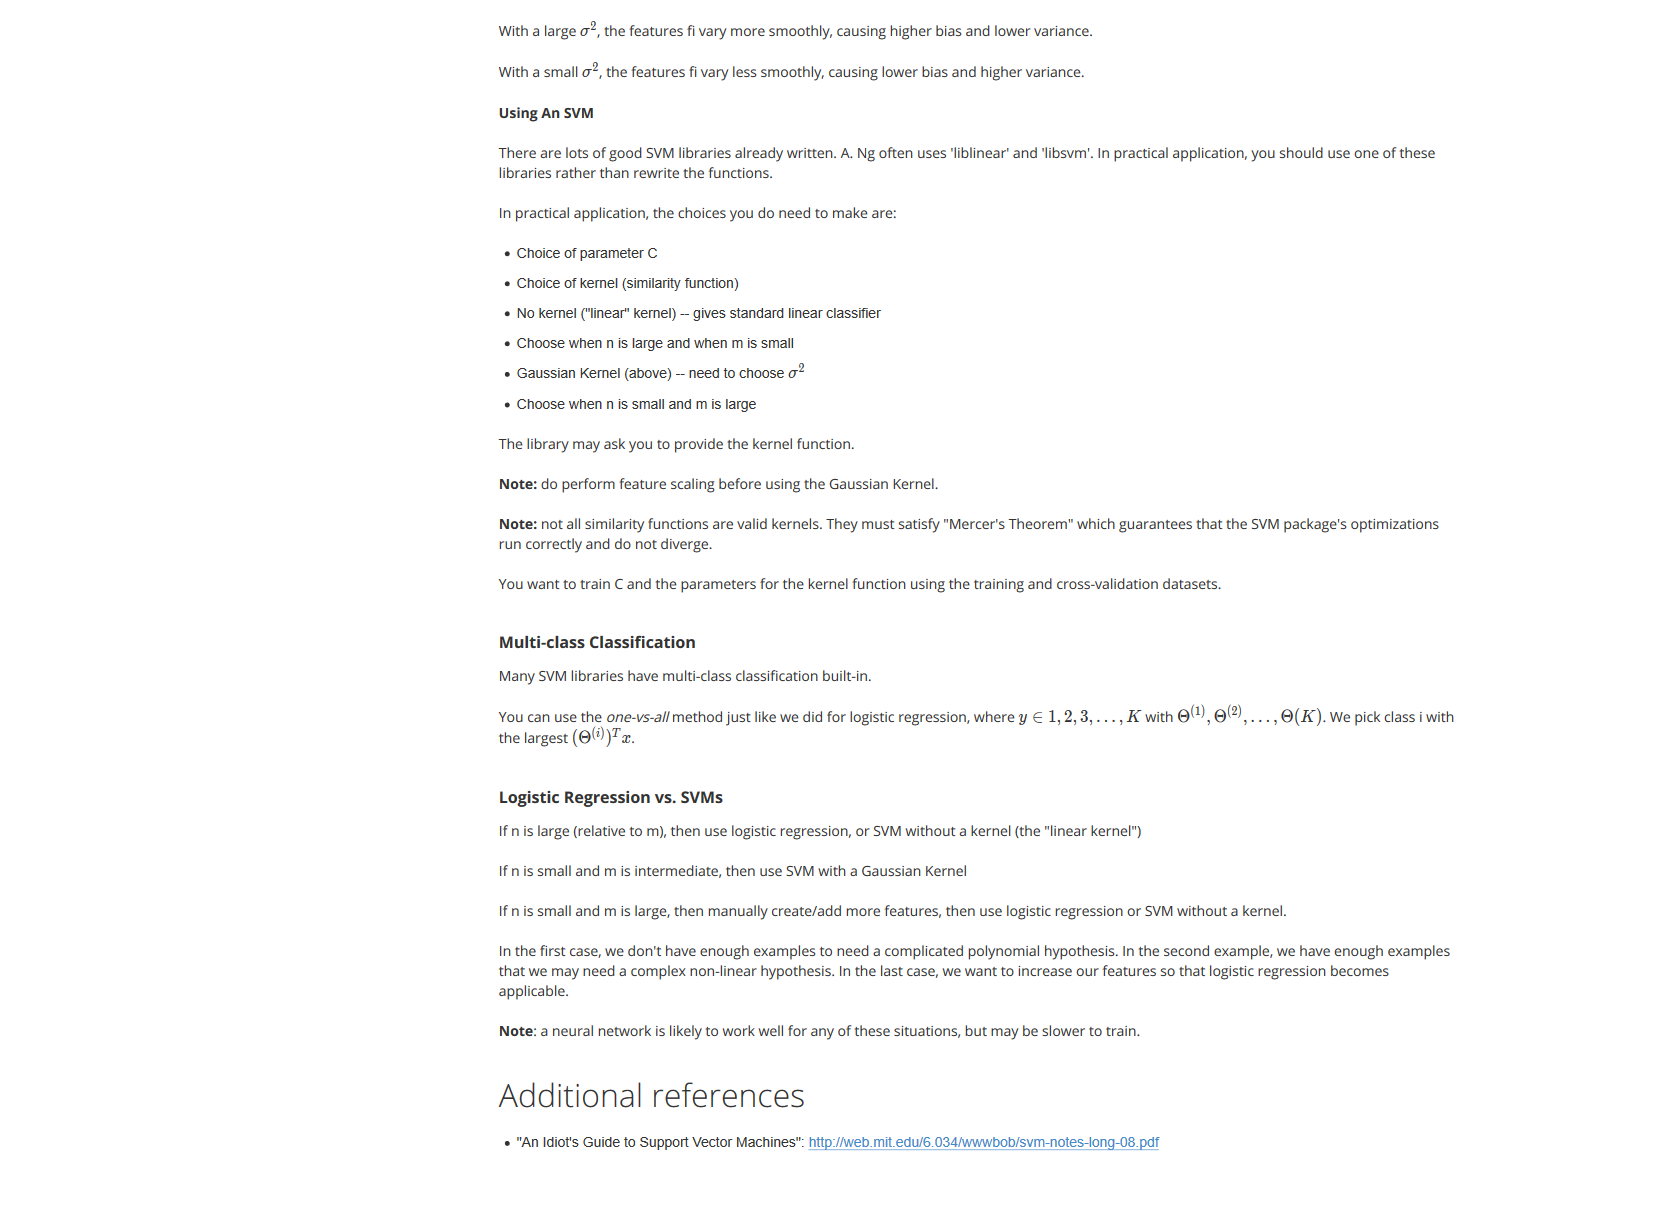 With a large σ², the features fi vary more smoothly, causing higher bias and lower variance.
With a small σ², the features fi vary less smoothly, causing lower bias and higher variance.
Using An SVM
There are lots of good SVM libraries already written. A. Ng often uses 'liblinear' and 'libsvm'. In practical application, you should use one of these
libraries rather than rewrite the functions.
In practical application, the choices you do need to make are:
• Choice of parameter C
• Choice of kernel (similarity function)
• No kernel ("linear" kernel) -- gives standard linear classifier
• Choose when n is large and when m is small
• Gaussian Kernel (above) -- need to choose σ²
• Choose when n is small and m is large
The library may ask you to provide the kernel function.
Note: do perform feature scaling before using the Gaussian Kernel.
Note: not all similarity functions are valid kernels. They must satisfy "Mercer's Theorem" which guarantees that the SVM package's optimizations
run correctly and do not diverge.
You want to train C and the parameters for the kernel function using the training and cross-validation datasets.
Multi-class Classification
Many SVM libraries have multi-class classification built-in.
You can use the one-vs-all method just like we did for logistic regression, where y ∈ 1, 2, 3, . . . , K with Θ⁽¹⁾, Θ⁽²⁾, . . . , Θ(K). We pick class i with
the largest (Θ⁽ⁱ⁾)ᵀx.
Logistic Regression vs. SVMs
If n is large (relative to m), then use logistic regression, or SVM without a kernel (the "linear kernel")
If n is small and m is intermediate, then use SVM with a Gaussian Kernel
If n is small and m is large, then manually create/add more features, then use logistic regression or SVM without a kernel.
In the first case, we don't have enough examples to need a complicated polynomial hypothesis. In the second example, we have enough examples
that we may need a complex non-linear hypothesis. In the last case, we want to increase our features so that logistic regression becomes
applicable.
Note: a neural network is likely to work well for any of these situations, but may be slower to train.
Additional references
• "An Idiot's Guide to Support Vector Machines": http://web.mit.edu/6.034/wwwbob/svm-notes-long-08.pdf